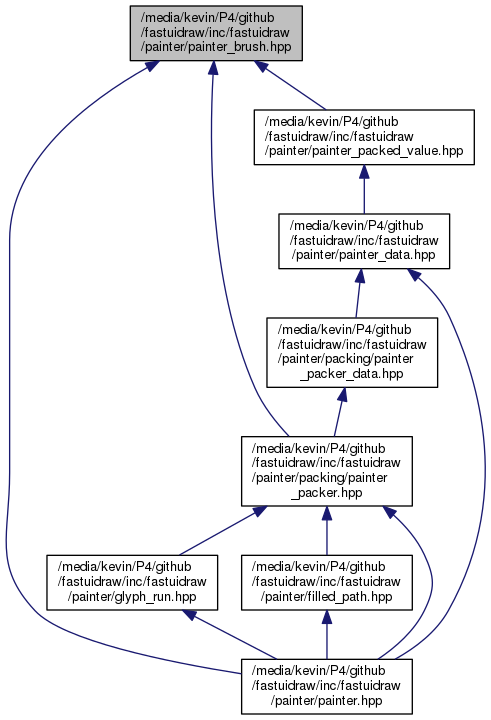 /media/kevin/P4/github
/fastuidraw/inc/fastuidraw
/painter/painter_brush.hpp
/media/kevin/P4/github
/fastuidraw/inc/fastuidraw
/painter/painter_packed_value.hpp
/media/kevin/P4/github
/fastuidraw/inc/fastuidraw
/painter/painter_data.hpp
/media/kevin/P4/github
/fastuidraw/inc/fastuidraw
/painter/packing/painter
_packer_data.hpp
/media/kevin/P4/github
/fastuidraw/inc/fastuidraw
/painter/packing/painter
_packer.hpp
/media/kevin/P4/github
/fastuidraw/inc/fastuidraw
/painter/glyph_run.hpp
/media/kevin/P4/github
/fastuidraw/inc/fastuidraw
/painter/filled_path.hpp
/media/kevin/P4/github
/fastuidraw/inc/fastuidraw
/painter/painter.hpp